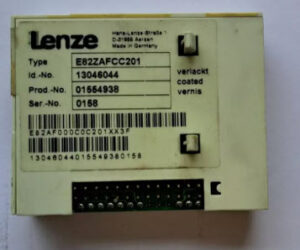 Lenze
Hans-Lenze-Straße 1
D-31855 Aerzen
Made in Germany
Type E82ZAFCC201
Id.-No. 13046044
Prod.-No. 01554938
Ser.-No. 0158
verlackt
coated
vernis
E82AF000C0C201XX3F
13046044015549380158